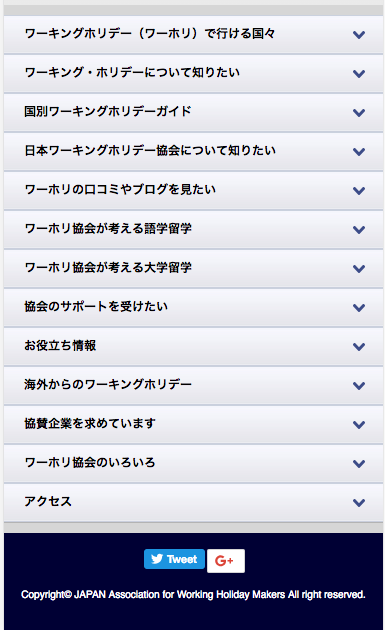 ワーキングホリデー（ワーホリ）で行ける国々
ワーキング・ホリデーについて知りたい
国別ワーキングホリデーガイド
日本ワーキングホリデー協会について知りたい
ワーホリの口コミやブログを見たい
ワーホリ協会が考える語学留学
ワーホリ協会が考える大学留学
協会のサポートを受けたい
お役立ち情報
海外からのワーキングホリデー
協賛企業を求めています
ワーホリ協会のいろいろ
アクセス
Tweet G+
Copyright© JAPAN Association for Working Holiday Makers All right reserved.